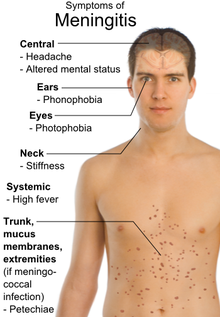 Symptoms of
Meningitis
Central
- Headache
- Altered mental status
Ears
- Phonophobia
Eyes
- Photophobia
Neck
- Stiffness
Systemic
- High fever
Trunk,
mucus
membranes,
extremities
(if meningo-
coccal
infection)
- Petechiae